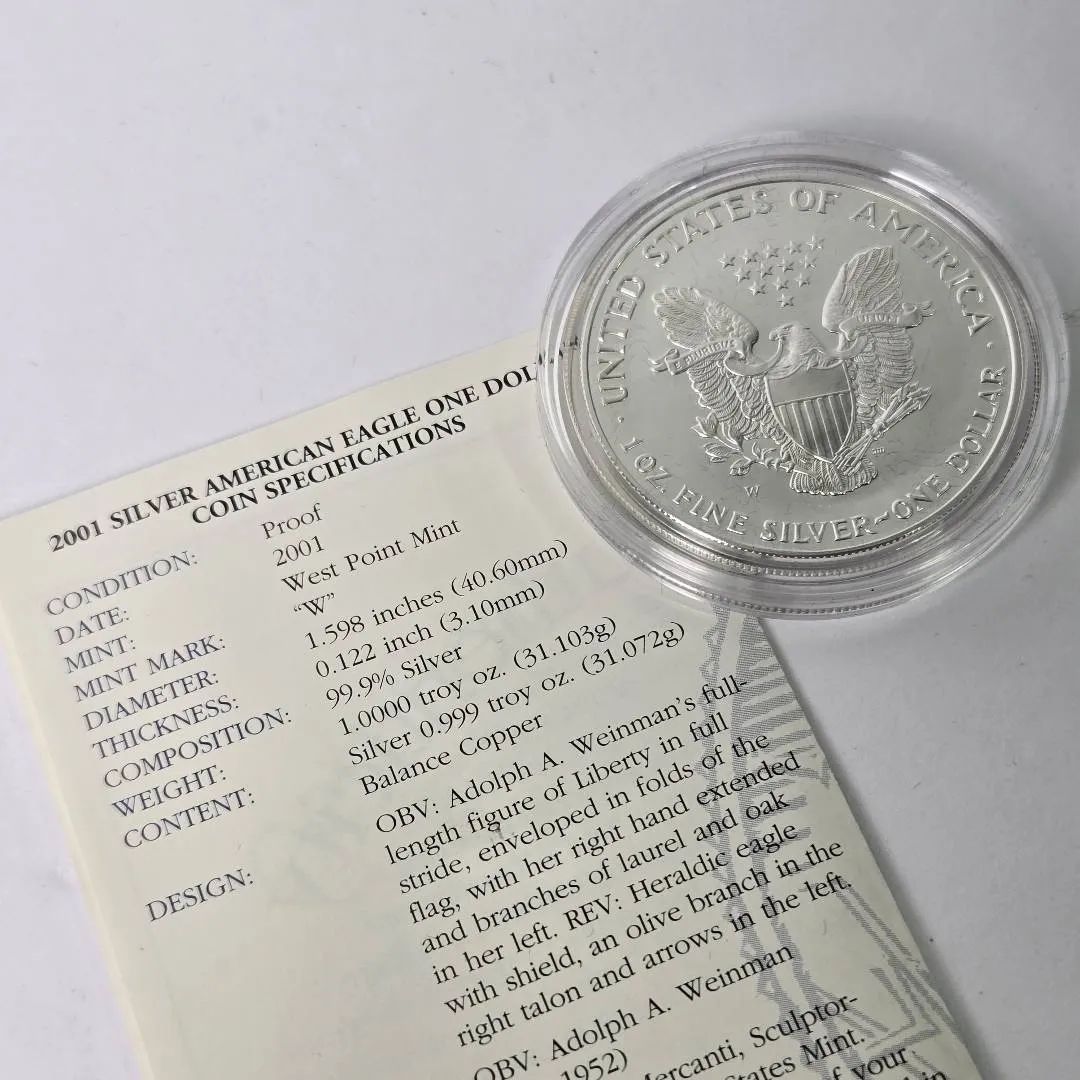 UNITED STATES OF AMERICA
PLURIBUS
UNUM
W
1 OZ. FINE SILVER~ONE DOLLAR
2001 SILVER AMERICAN EAGLE ONE
COIN SPECIFICATIONS
CONDITION: Proof
DATE: 2001
MINT: West Point Mint
MINT MARK: “W”
DIAMETER: 1.598 inches (40.60mm)
THICKNESS: 0.122 inch (3.10mm)
COMPOSITION: 99.9% Silver
WEIGHT: 1.0000 troy oz. (31.103g)
CONTENT: Silver 0.999 troy oz. (31.072g)
Balance Copper
DESIGN: OBV: Adolph A. Weinman's full-
length figure of Liberty in full
stride, enveloped in folds of the
flag, with her right hand extended
and branches of laurel and oak
in her left. REV: Heraldic eagle
with shield, an olive branch in the
right talon and arrows in the left.
OBV: Adolph A. Weinman
1952)
Sculptor-
Mint.
your
in